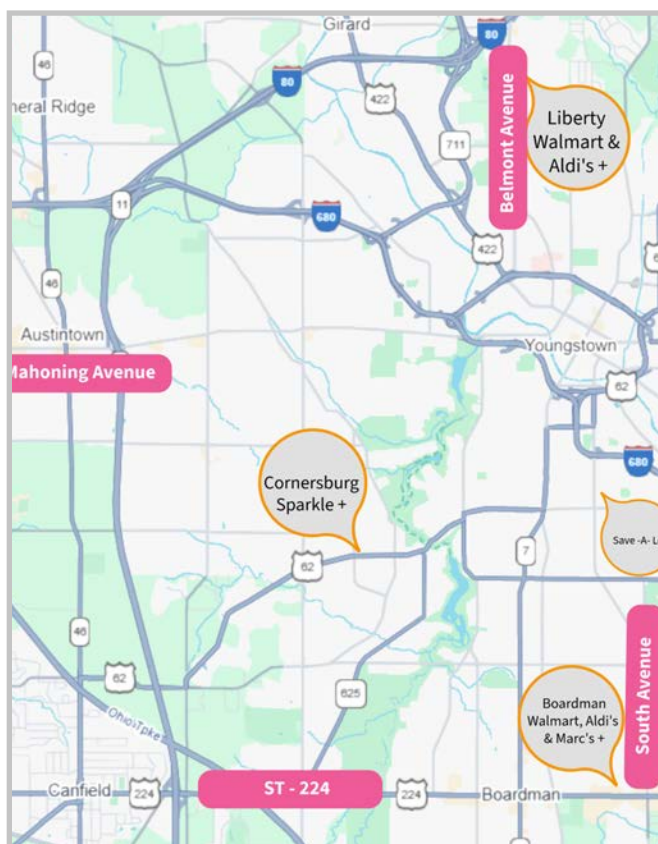 Girard
80
46
80
neral Ridge
422
Belmont Avenue
Liberty
Walmart &
Aldi's +
711
11
680
422
6
46
Austintown
Youngstown
Mahoning Avenue
62
Cornersburg
Sparkle +
680
Save -A- L
7
62
46
62
625
Boardman
Walmart, Aldi's
& Marc's +
South Avenue
Ohio Tpke
Canfield
224
ST - 224
224
Boardman